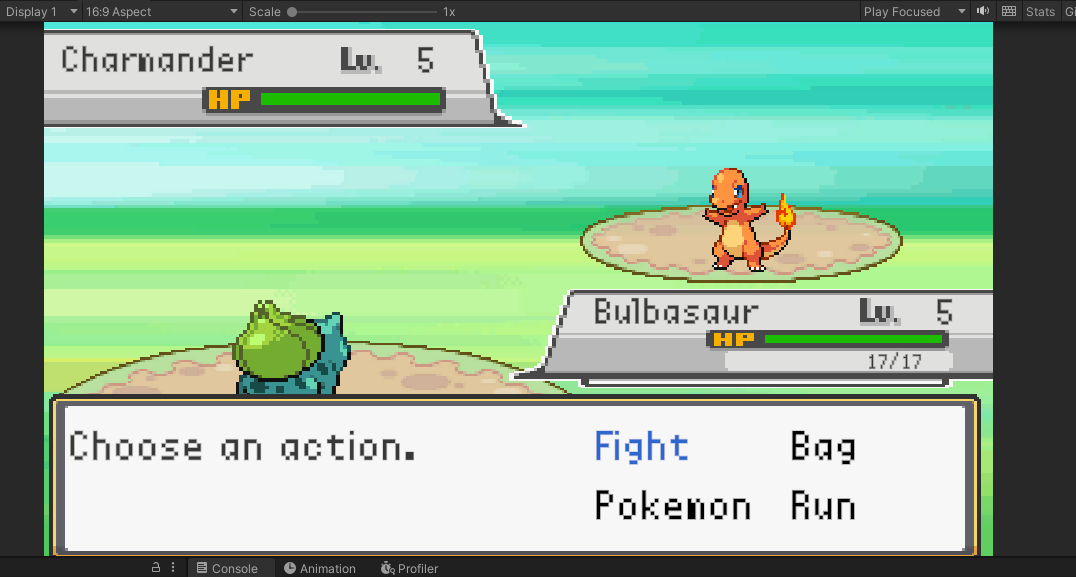 Display 1 16:9 Aspect Scale 1x Play Focused Stats
Charmander Lv. 5
HP
Bulbasaur Lv. 5
HP
17/17
Choose an action. Fight Bag
Pokemon Run
Console Animation Profiler